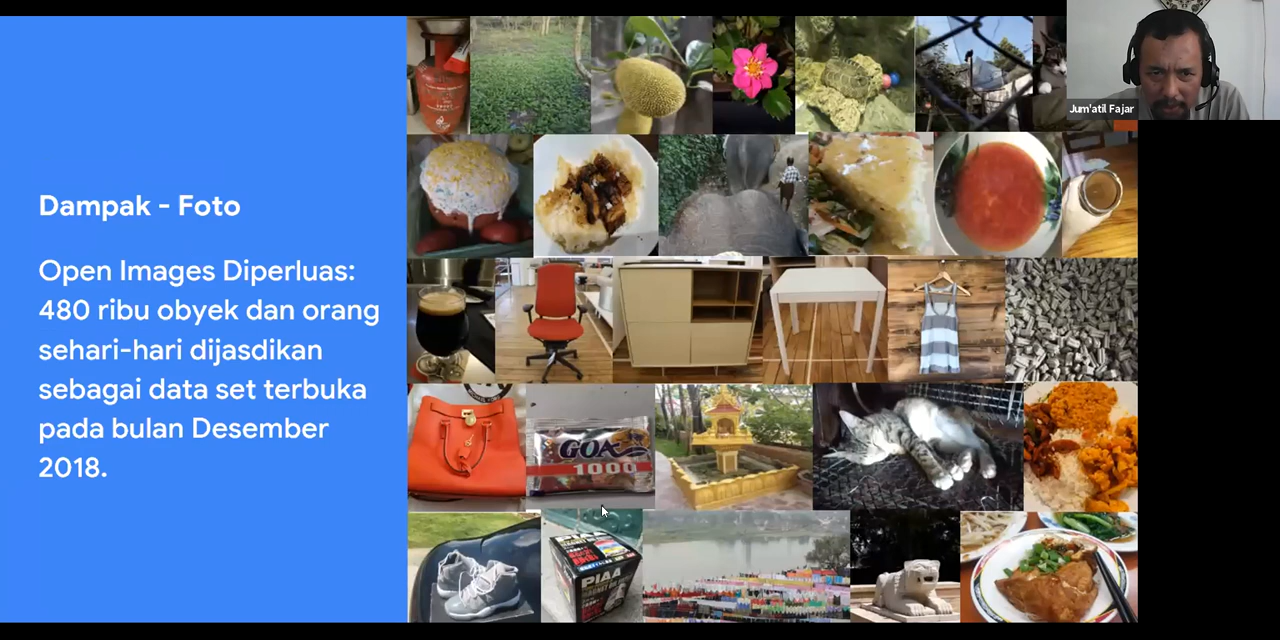 Dampak - Foto
Open Images Diperluas:
480 ribu obyek dan orang
sehari-hari dijasdikan
sebagai data set terbuka
pada bulan Desember
2018.
Jum'atil Fajar
GOA
1000
PIAA